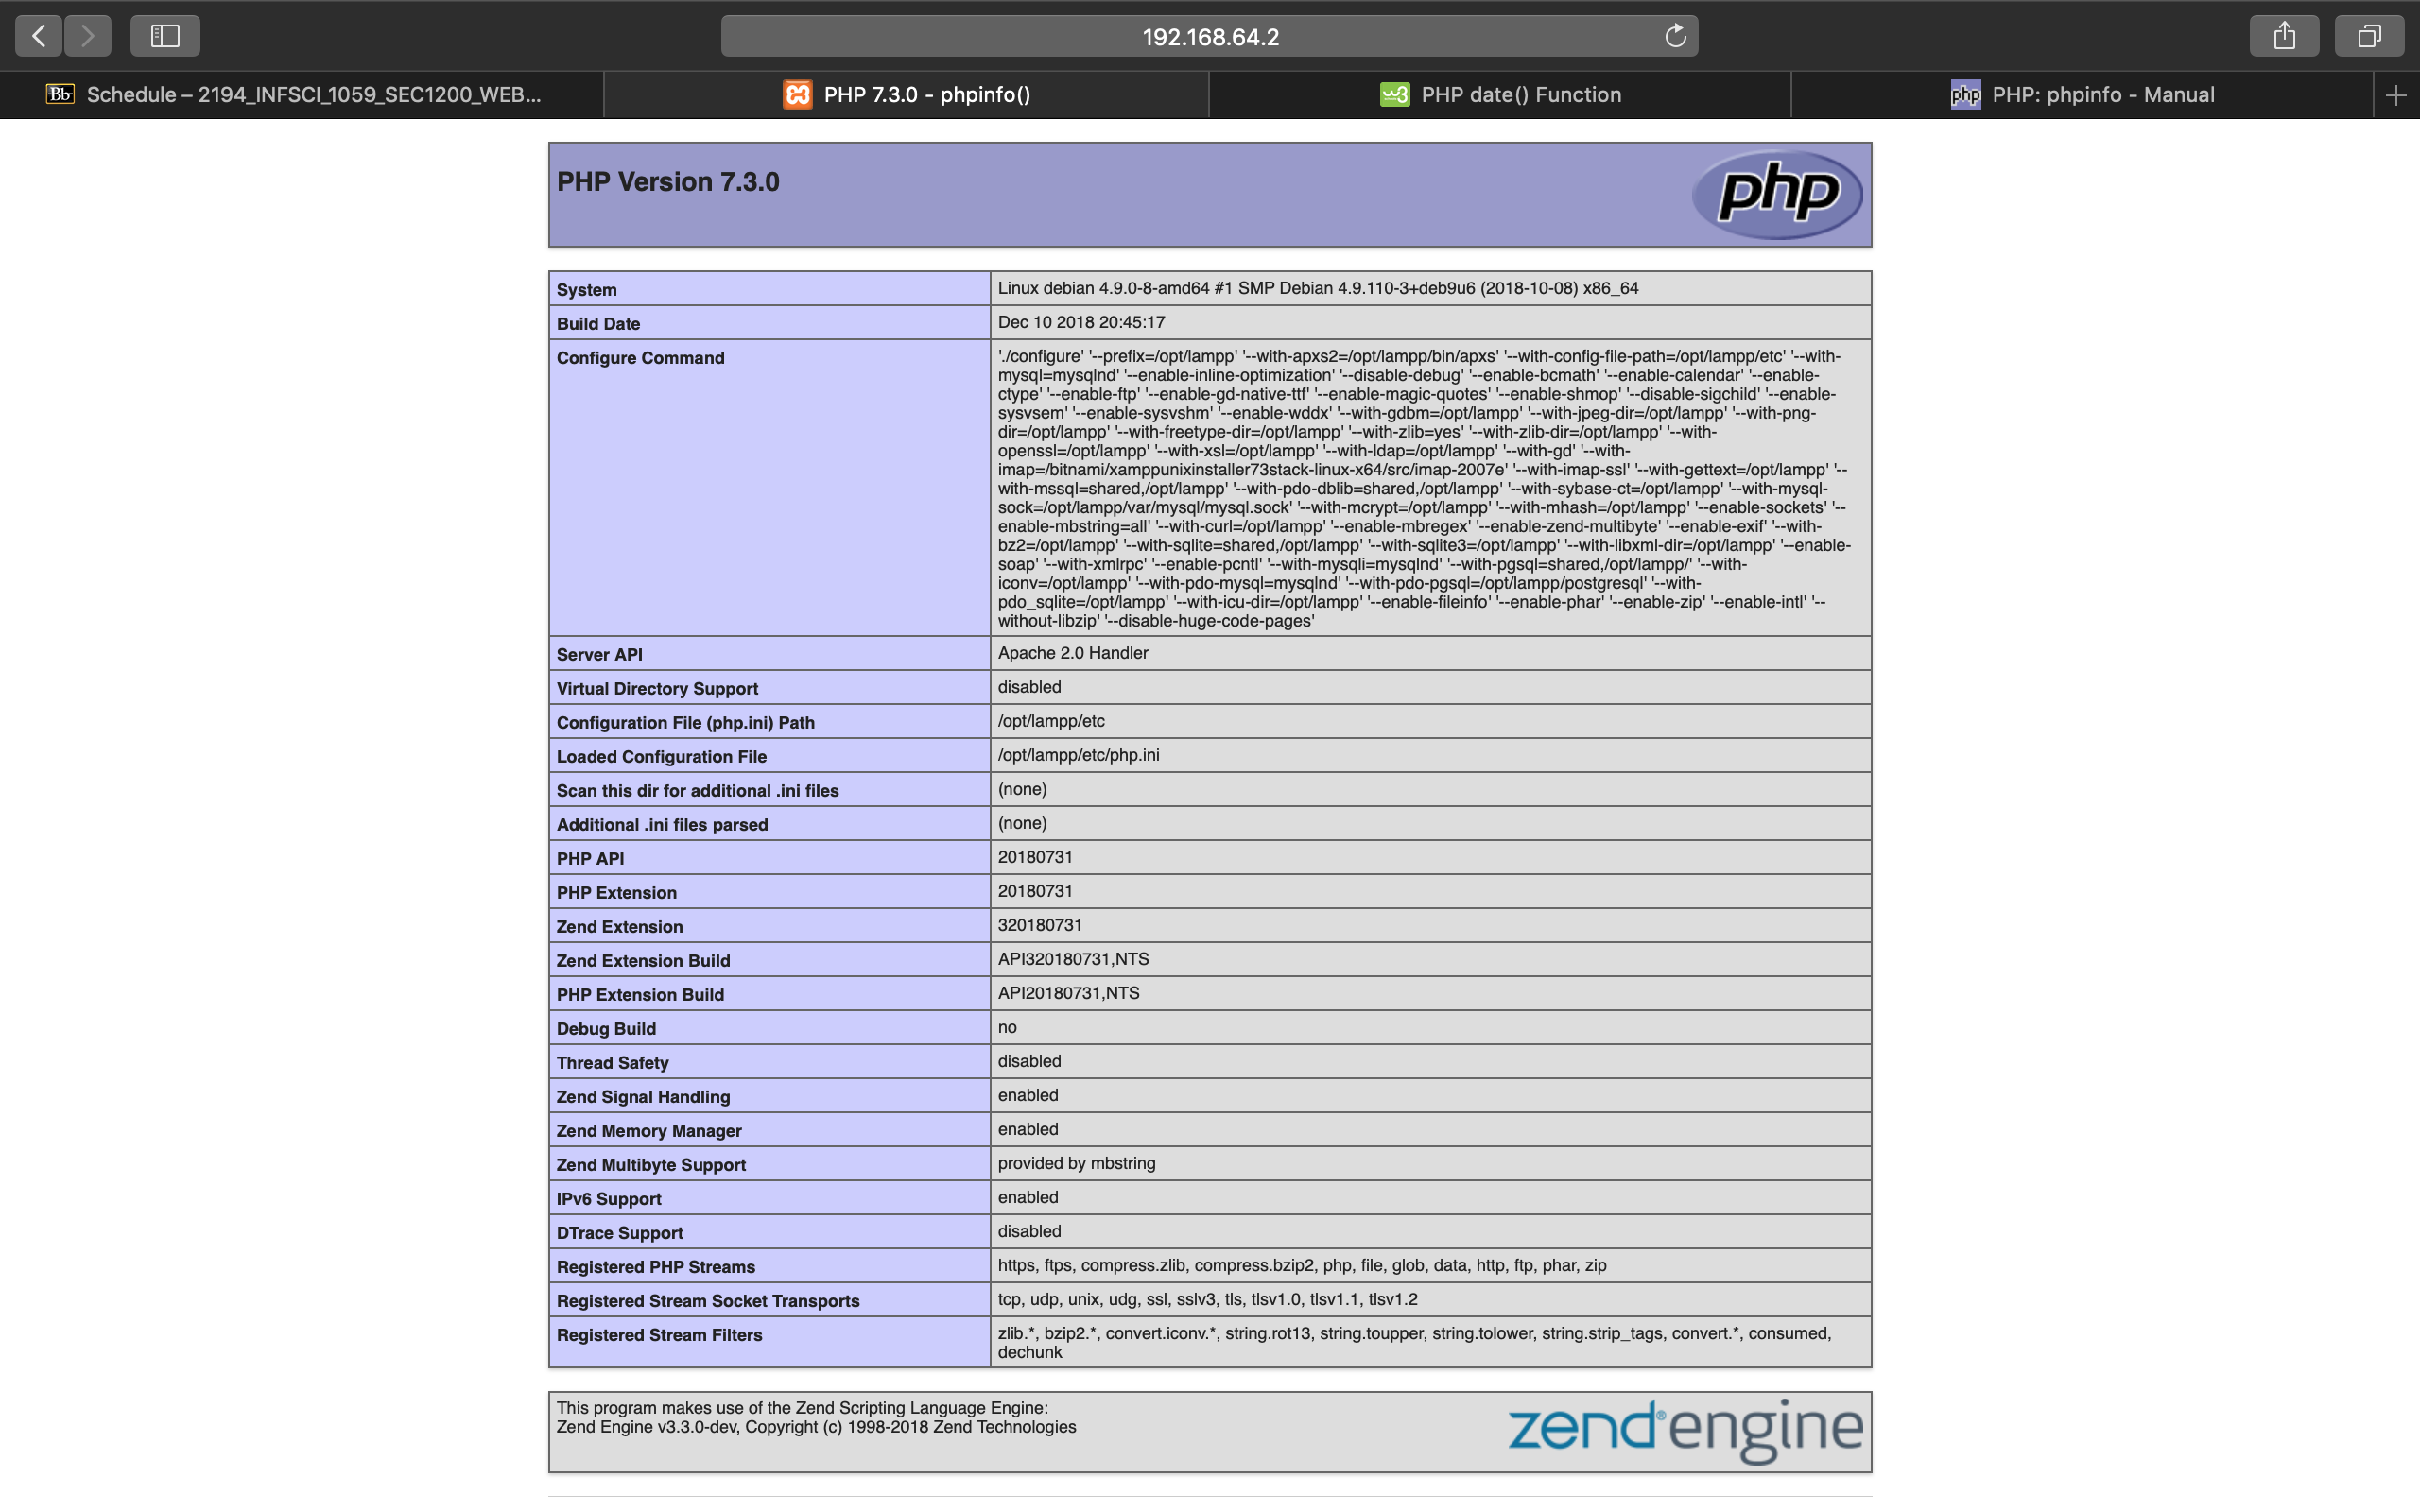 192.168.64.2
Bb Schedule – 2194_INFSCI_1059_SEC1200_WEB...
PHP 7.3.0 - phpinfo()
w3 PHP date() Function
php PHP: phpinfo - Manual
PHP Version 7.3.0
php
System Linux debian 4.9.0-8-amd64 #1 SMP Debian 4.9.110-3+deb9u6 (2018-10-08) x86_64
Build Date Dec 10 2018 20:45:17
Configure Command './configure' '--prefix=/opt/lampp' '--with-apxs2=/opt/lampp/bin/apxs' '--with-config-file-path=/opt/lampp/etc' '--with-
mysql=mysqlnd' '--enable-inline-optimization' '--disable-debug' '--enable-bcmath' '--enable-calendar' '--enable-
ctype' '--enable-ftp' '--enable-gd-native-ttf' '--enable-magic-quotes' '--enable-shmop' '--disable-sigchild' '--enable-
sysvsem' '--enable-sysvshm' '--enable-wddx' '--with-gdbm=/opt/lampp' '--with-jpeg-dir=/opt/lampp' '--with-png-
dir=/opt/lampp' '--with-freetype-dir=/opt/lampp' '--with-zlib=yes' '--with-zlib-dir=/opt/lampp' '--with-
openssl=/opt/lampp' '--with-xsl=/opt/lampp' '--with-ldap=/opt/lampp' '--with-gd' '--with-
imap=/bitnami/xamppunixinstaller73stack-linux-x64/src/imap-2007e' '--with-imap-ssl' '--with-gettext=/opt/lampp' '--
with-mssql=shared,/opt/lampp' '--with-pdo-dblib=shared,/opt/lampp' '--with-sybase-ct=/opt/lampp' '--with-mysql-
sock=/opt/lampp/var/mysql/mysql.sock' '--with-mcrypt=/opt/lampp' '--with-mhash=/opt/lampp' '--enable-sockets' '--
enable-mbstring=all' '--with-curl=/opt/lampp' '--enable-mbregex' '--enable-zend-multibyte' '--enable-exif' '--with-
bz2=/opt/lampp' '--with-sqlite=shared,/opt/lampp' '--with-sqlite3=/opt/lampp' '--with-libxml-dir=/opt/lampp' '--enable-
soap' '--with-xmlrpc' '--enable-pcntl' '--with-mysqli=mysqlnd' '--with-pgsql=shared,/opt/lampp/' '--with-
iconv=/opt/lampp' '--with-pdo-mysql=mysqlnd' '--with-pdo-pgsql=/opt/lampp/postgresql' '--with-
pdo_sqlite=/opt/lampp' '--with-icu-dir=/opt/lampp' '--enable-fileinfo' '--enable-phar' '--enable-zip' '--enable-intl' '--
without-libzip' '--disable-huge-code-pages'
Server API Apache 2.0 Handler
Virtual Directory Support disabled
Configuration File (php.ini) Path /opt/lampp/etc
Loaded Configuration File /opt/lampp/etc/php.ini
Scan this dir for additional .ini files (none)
Additional .ini files parsed (none)
PHP API 20180731
PHP Extension 20180731
Zend Extension 320180731
Zend Extension Build API320180731,NTS
PHP Extension Build API20180731,NTS
Debug Build no
Thread Safety disabled
Zend Signal Handling enabled
Zend Memory Manager enabled
Zend Multibyte Support provided by mbstring
IPv6 Support enabled
DTrace Support disabled
Registered PHP Streams https, ftps, compress.zlib, compress.bzip2, php, file, glob, data, http, ftp, phar, zip
Registered Stream Socket Transports tcp, udp, unix, udg, ssl, sslv3, tls, tlsv1.0, tlsv1.1, tlsv1.2
Registered Stream Filters zlib.*, bzip2.*, convert.iconv.*, string.rot13, string.toupper, string.tolower, string.strip_tags, convert.*, consumed,
dechunk
This program makes use of the Zend Scripting Language Engine:
Zend Engine v3.3.0-dev, Copyright (c) 1998-2018 Zend Technologies
zend® engine